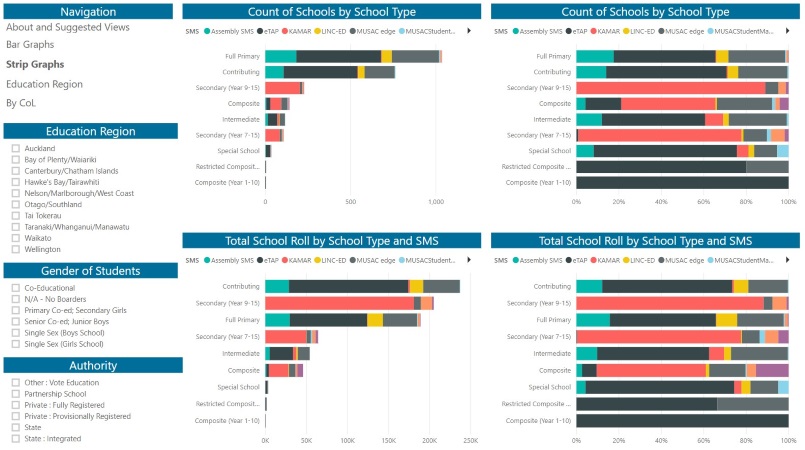 Navigation
About and Suggested Views
Bar Graphs
Strip Graphs
Education Region
By CoL
Education Region
Auckland
Bay of Plenty/Waiariki
Canterbury/Chatham Islands
Hawke's Bay/Tairawhiti
Nelson/Marlborough/West Coast
Otago/Southland
Tai Tokerau
Taranaki/Whanganui/Manawatu
Waikato
Wellington
Gender of Students
Co-Educational
N/A - No Boarders
Primary Co-ed; Secondary Girls
Senior Co-ed; Junior Boys
Single Sex (Boys School)
Single Sex (Girls School)
Authority
Other : Vote Education
Partnership School
Private : Fully Registered
Private : Provisionally Registered
State
State : Integrated
Count of Schools by School Type
SMS Assembly SMS eTAP KAMAR LINC-ED MUSAC edge MUSACStudent...
Full Primary
Contributing
Secondary (Year 9-15)
Composite
Intermediate
Secondary (Year 7-15)
Special School
Restricted Composit...
Composite (Year 1-10)
0 500 1,000
Count of Schools by School Type
SMS Assembly SMS eTAP KAMAR LINC-ED MUSAC edge MUSACStudentMa...
Full Primary
Contributing
Secondary (Year 9-15)
Composite
Intermediate
Secondary (Year 7-15)
Special School
Restricted Composite ...
Composite (Year 1-10)
0% 20% 40% 60% 80% 100%
Total School Roll by School Type and SMS
SMS Assembly SMS eTAP KAMAR LINC-ED MUSAC edge MUSACStudentMa...
Contributing
Secondary (Year 9-15)
Full Primary
Secondary (Year 7-15)
Intermediate
Composite
Special School
Restricted Composit...
Composite (Year 1-10)
0K 50K 100K 150K 200K 250K
Total School Roll by School Type and SMS
SMS Assembly SMS eTAP KAMAR LINC-ED MUSAC edge MUSACStudentMa...
Contributing
Secondary (Year 9-15)
Full Primary
Secondary (Year 7-15)
Intermediate
Composite
Special School
Restricted Composite ...
Composite (Year 1-10)
0% 20% 40% 60% 80% 100%